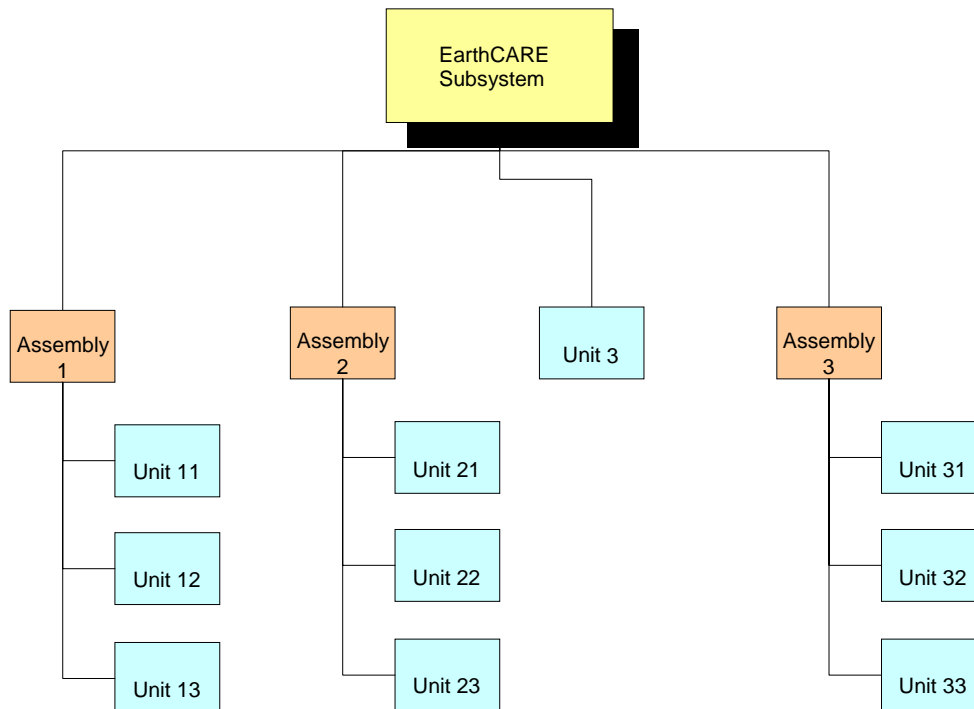 EarthCARE
Subsystem
Assembly
1
Assembly
2
Unit 3
Assembly
3
Unit 11
Unit 21
Unit 31
Unit 12
Unit 22
Unit 32
Unit 13
Unit 23
Unit 33